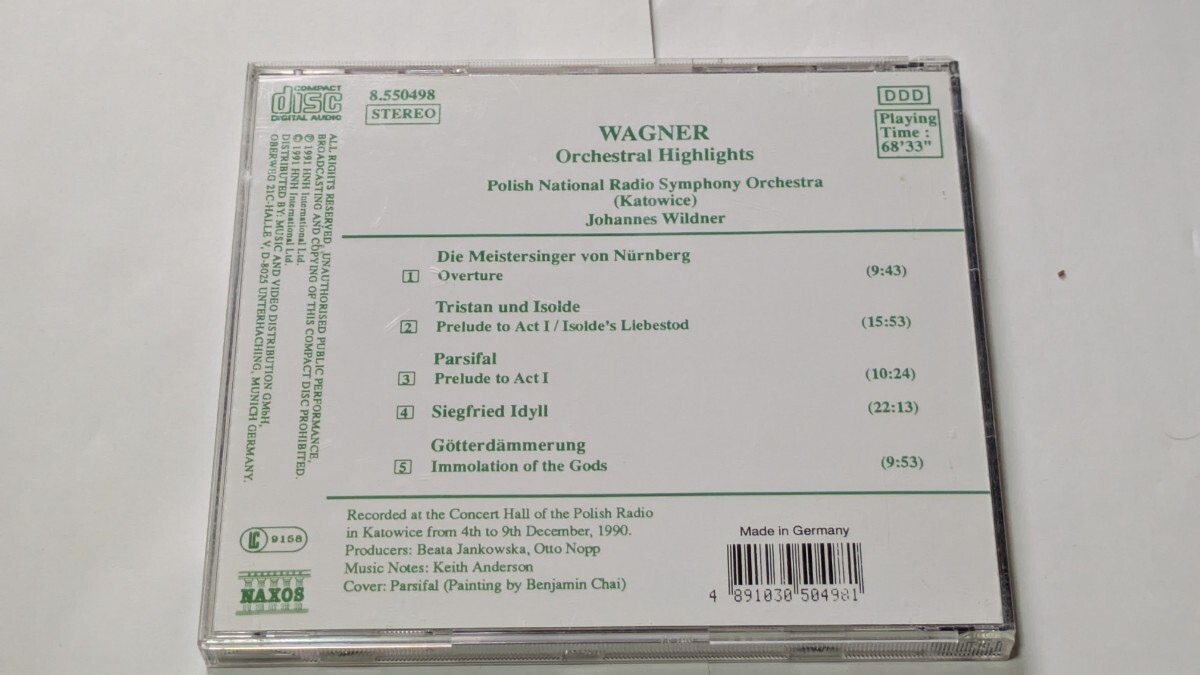 COMPACT
disc
DIGITAL AUDIO
8.550498
STEREO
DDD
Playing
Time :
68'33"
WAGNER
Orchestral Highlights
Polish National Radio Symphony Orchestra
(Katowice)
Johannes Wildner
Die Meistersinger von Nürnberg
1 Overture (9:43)
Tristan und Isolde
2 Prelude to Act I / Isolde's Liebestod (15:53)
Parsifal
3 Prelude to Act I (10:24)
4 Siegfried Idyll (22:13)
Götterdämmerung
5 Immolation of the Gods (9:53)
Recorded at the Concert Hall of the Polish Radio
in Katowice from 4th to 9th December, 1990.
Producers: Beata Jankowska, Otto Nopp
Music Notes: Keith Anderson
Cover: Parsifal (Painting by Benjamin Chai)
Made in Germany
4 891030 504981
ALL RIGHTS RESERVED. UNAUTHORISED PUBLIC PERFORMANCE,
BROADCASTING AND COPYING OF THIS COMPACT DISC PROHIBITED.
℗ 1991 HNH International Ltd.
© 1991 HNH International Ltd.
DISTRIBUTED BY: MUSIC AND VIDEO DISTRIBUTION GMBH,
OBERWEG 21C-HALLE V, D-8025 UNTERHACHING, MUNICH GERMANY.
LC 9158
NAXOS